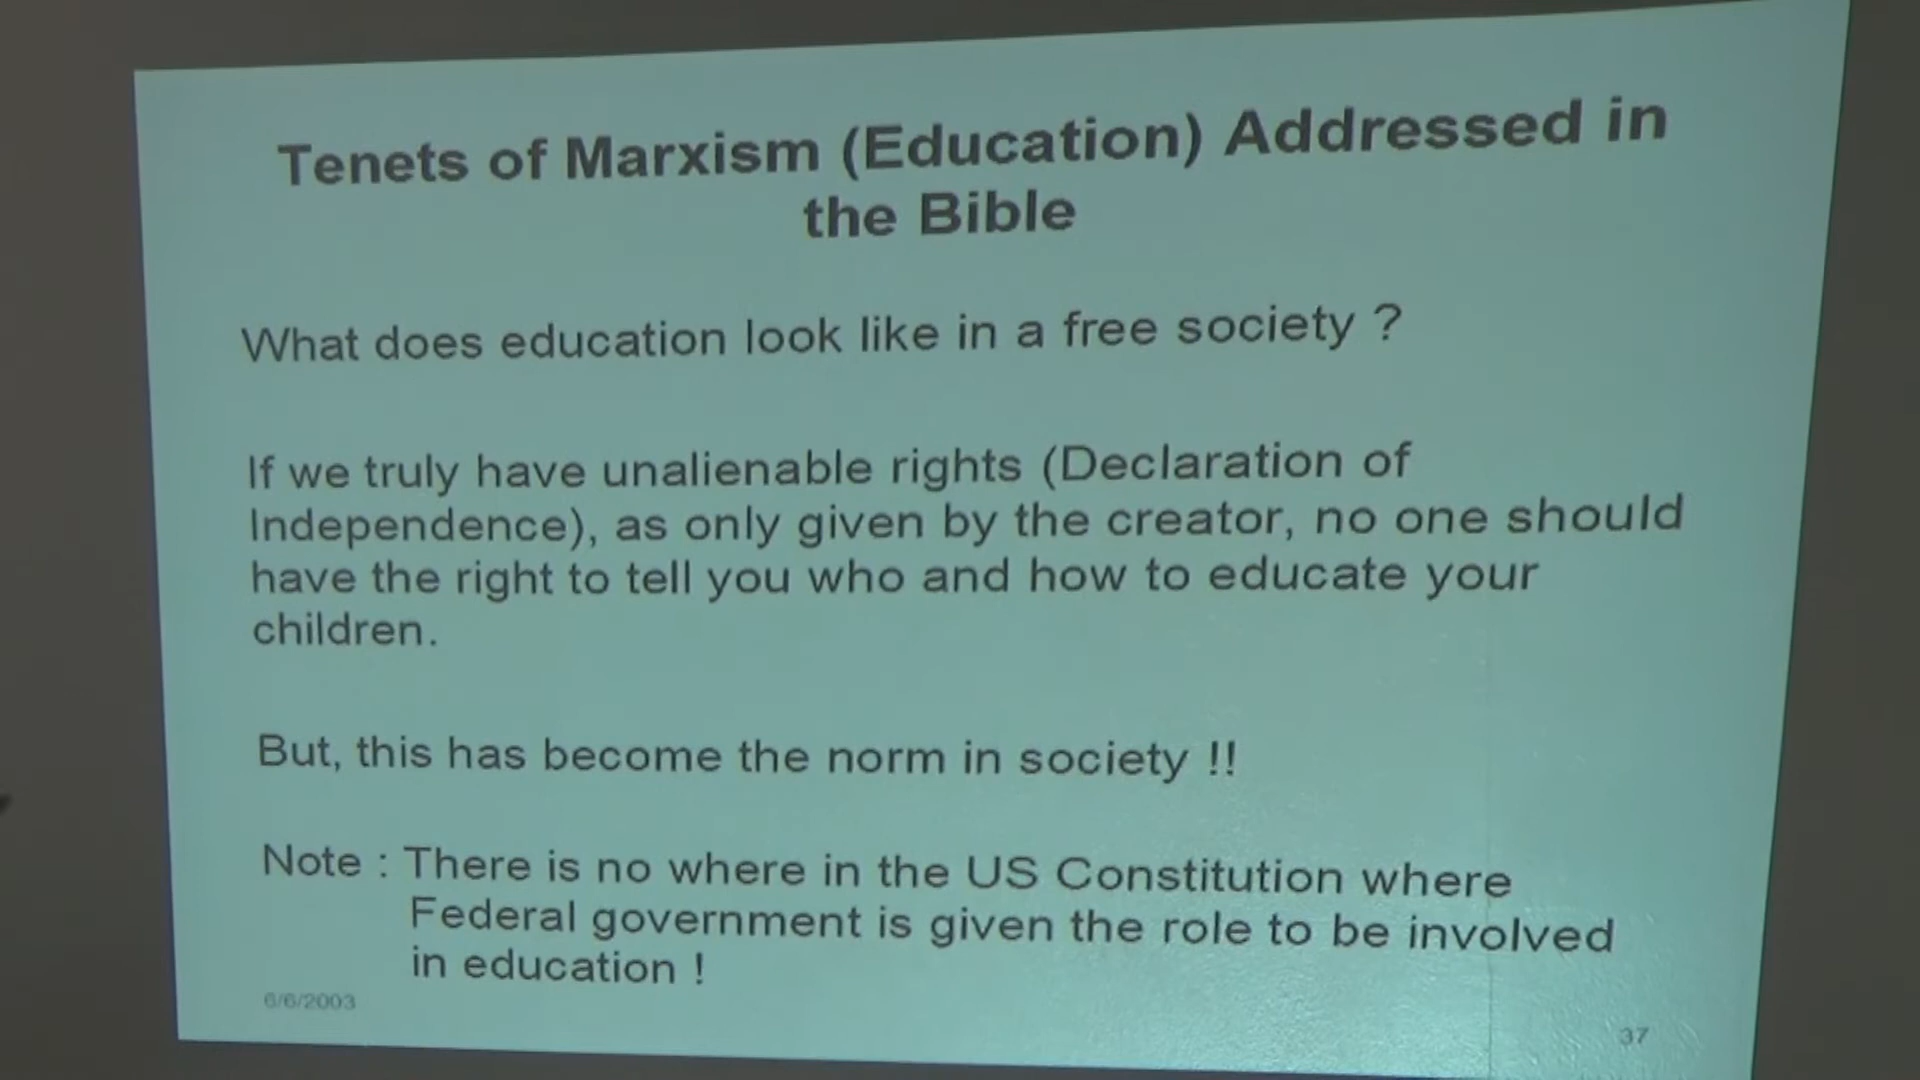 Tenets of Marxism (Education) Addressed in
the Bible
What does education look like in a free society ?
If we truly have unalienable rights (Declaration of
Independence), as only given by the creator, no one should
have the right to tell you who and how to educate your
children.
But, this has become the norm in society !!
Note : There is no where in the US Constitution where
Federal government is given the role to be involved
in education !
6/6/2003
37